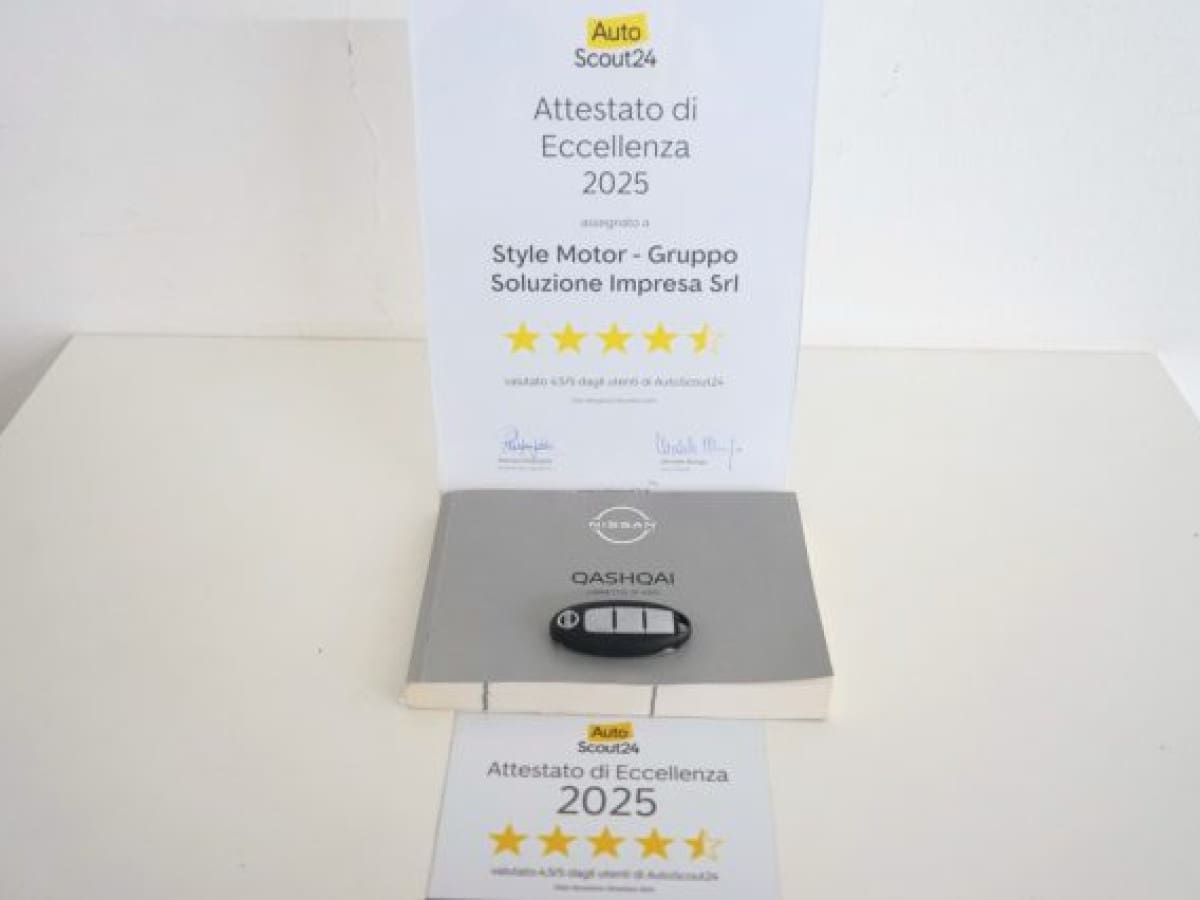 Auto
Scout24
Attestato di
Eccellenza
2025
assegnato a
Style Motor - Gruppo
Soluzione Impresa Srl
valutato 4.5/5 dagli utenti di AutoScout24
NISSAN
QASHQAI
Auto
Scout24
Attestato di Eccellenza
2025
valutato 4,5/5 dagli utenti di AutoScout24